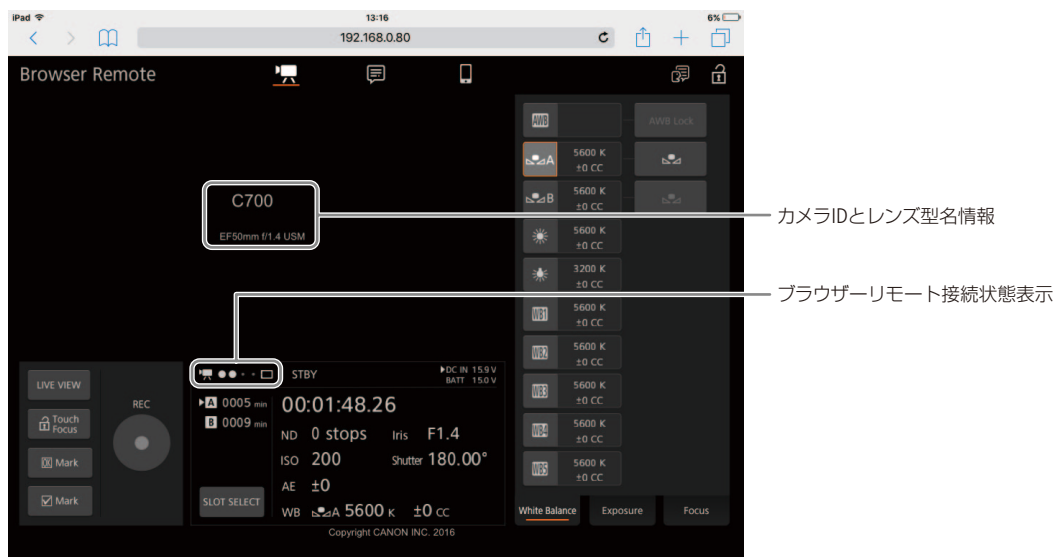 iPad 13:16 6%
192.168.0.80
Browser Remote
AWB AWB Lock
A 5600 K ±0 CC
B 5600 K ±0 CC
5600 K ±0 CC
3200 K ±0 CC
WB1 5600 K ±0 CC
WB2 5600 K ±0 CC
WB3 5600 K ±0 CC
WB4 5600 K ±0 CC
WB5 5600 K ±0 CC
White Balance Exposure Focus
C700
EF50mm f/1.4 USM
カメラIDとレンズ型名情報
ブラウザーリモート接続状態表示
LIVE VIEW
Touch Focus
OK Mark
Mark
REC
STBY
DC IN 15.9 V
BATT 15.0 V
A 0005 min
B 0009 min
SLOT SELECT
00:01:48.26
ND 0 stops Iris F1.4
ISO 200 Shutter 180.00°
AE ±0
WB A 5600 K ±0 CC
Copyright CANON INC. 2016